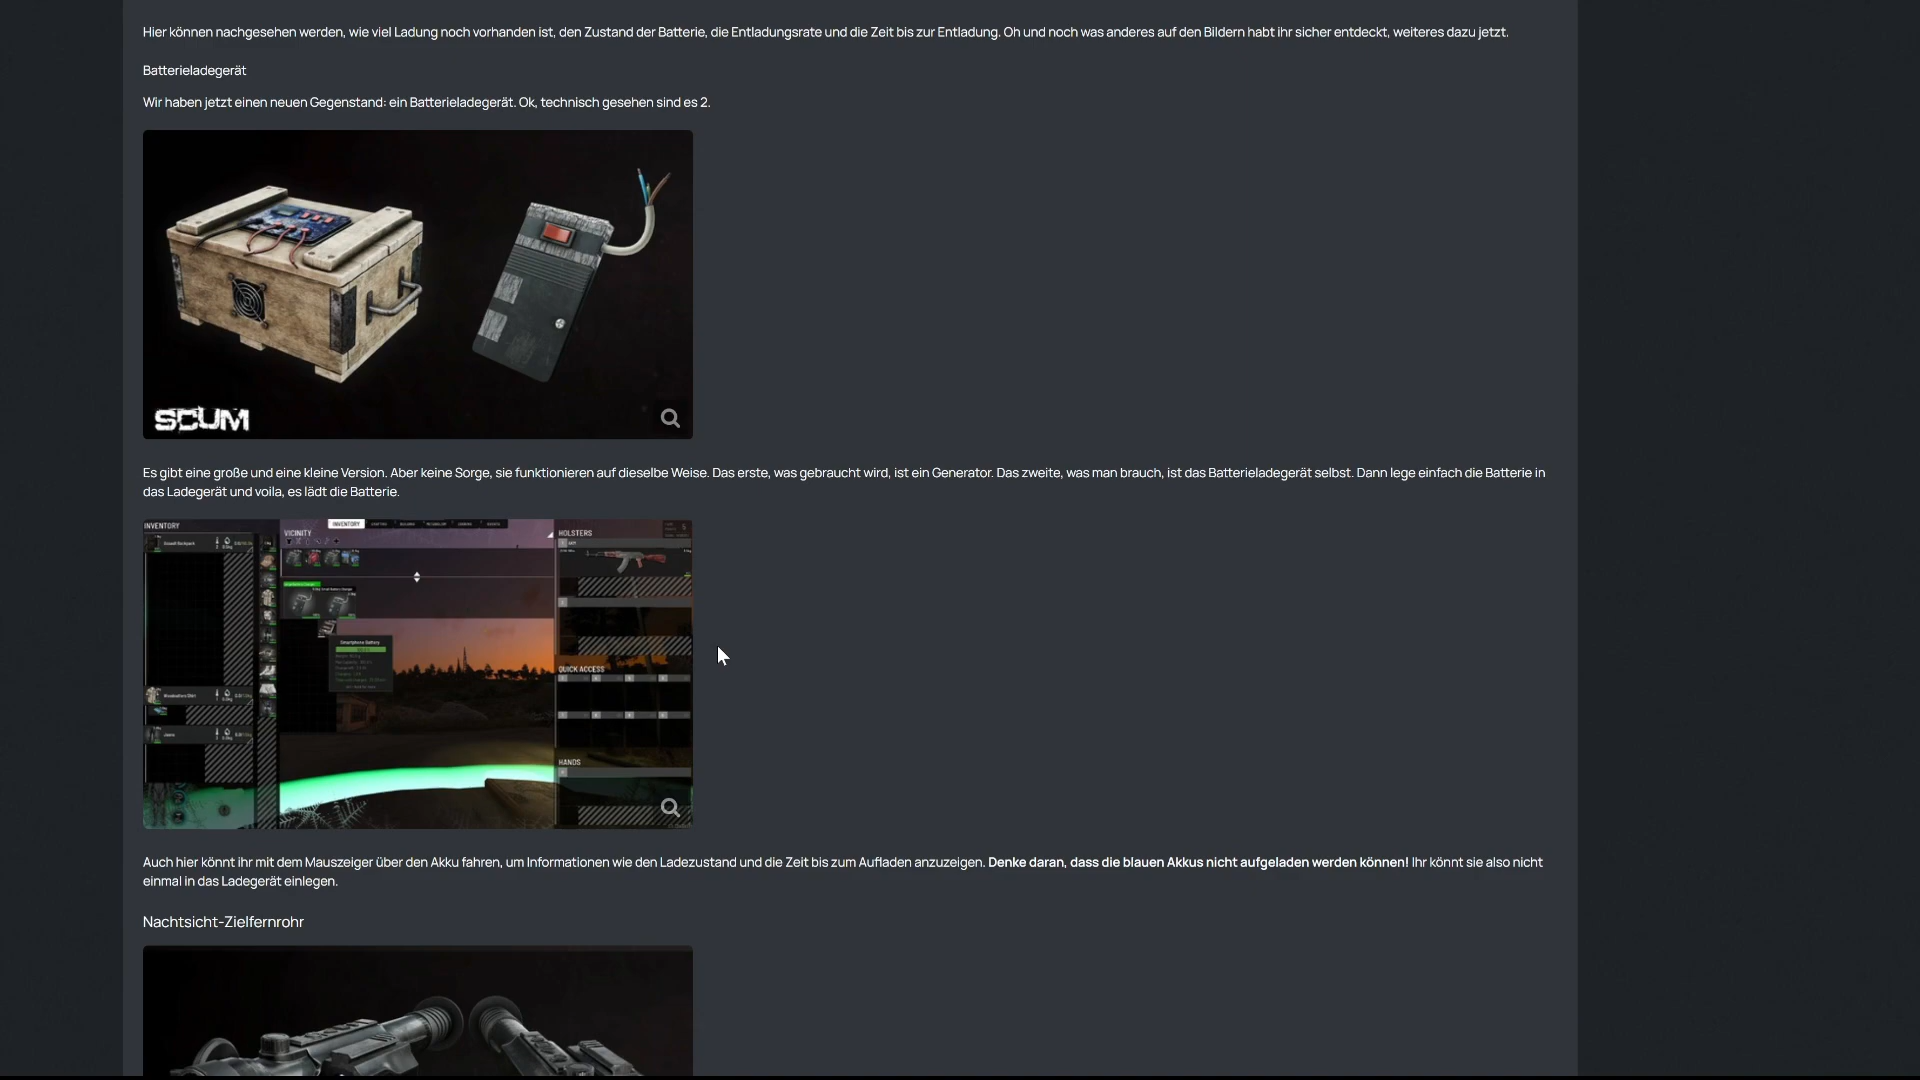 Hier können nachgesehen werden, wie viel Ladung noch vorhanden ist, den Zustand der Batterie, die Entladungsrate und die Zeit bis zur Entladung. Oh und noch was anderes auf den Bildern habt ihr sicher entdeckt, weiteres dazu jetzt.
Batterieladegerät
Wir haben jetzt einen neuen Gegenstand: ein Batterieladegerät. Ok, technisch gesehen sind es 2.
SCUM
Es gibt eine große und eine kleine Version. Aber keine Sorge, sie funktionieren auf dieselbe Weise. Das erste, was gebraucht wird, ist ein Generator. Das zweite, was man brauch, ist das Batterieladegerät selbst. Dann lege einfach die Batterie in
das Ladegerät und voila, es lädt die Batterie.
INVENTORY
INVENTORY
VICINITY
HOLSTERS
Smartphone Battery
QUICK ACCESS
Jeans
HANDS
Auch hier könnt ihr mit dem Mauszeiger über den Akku fahren, um Informationen wie den Ladezustand und die Zeit bis zum Aufladen anzuzeigen. Denke daran, dass die blauen Akkus nicht aufgeladen werden können! Ihr könnt sie also nicht
einmal in das Ladegerät einlegen.
Nachtsicht-Zielfernrohr